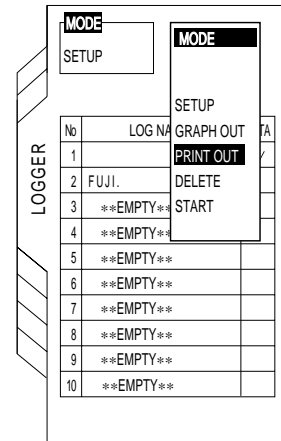 MODE
SETUP
MODE
SETUP
GRAPH OUT
PRINT OUT
DELETE
START
LOGGER
No LOG NA TA
1
2 FUJI.
3 **EMPTY**
4 **EMPTY**
5 **EMPTY**
6 **EMPTY**
7 **EMPTY**
8 **EMPTY**
9 **EMPTY**
10 **EMPTY**